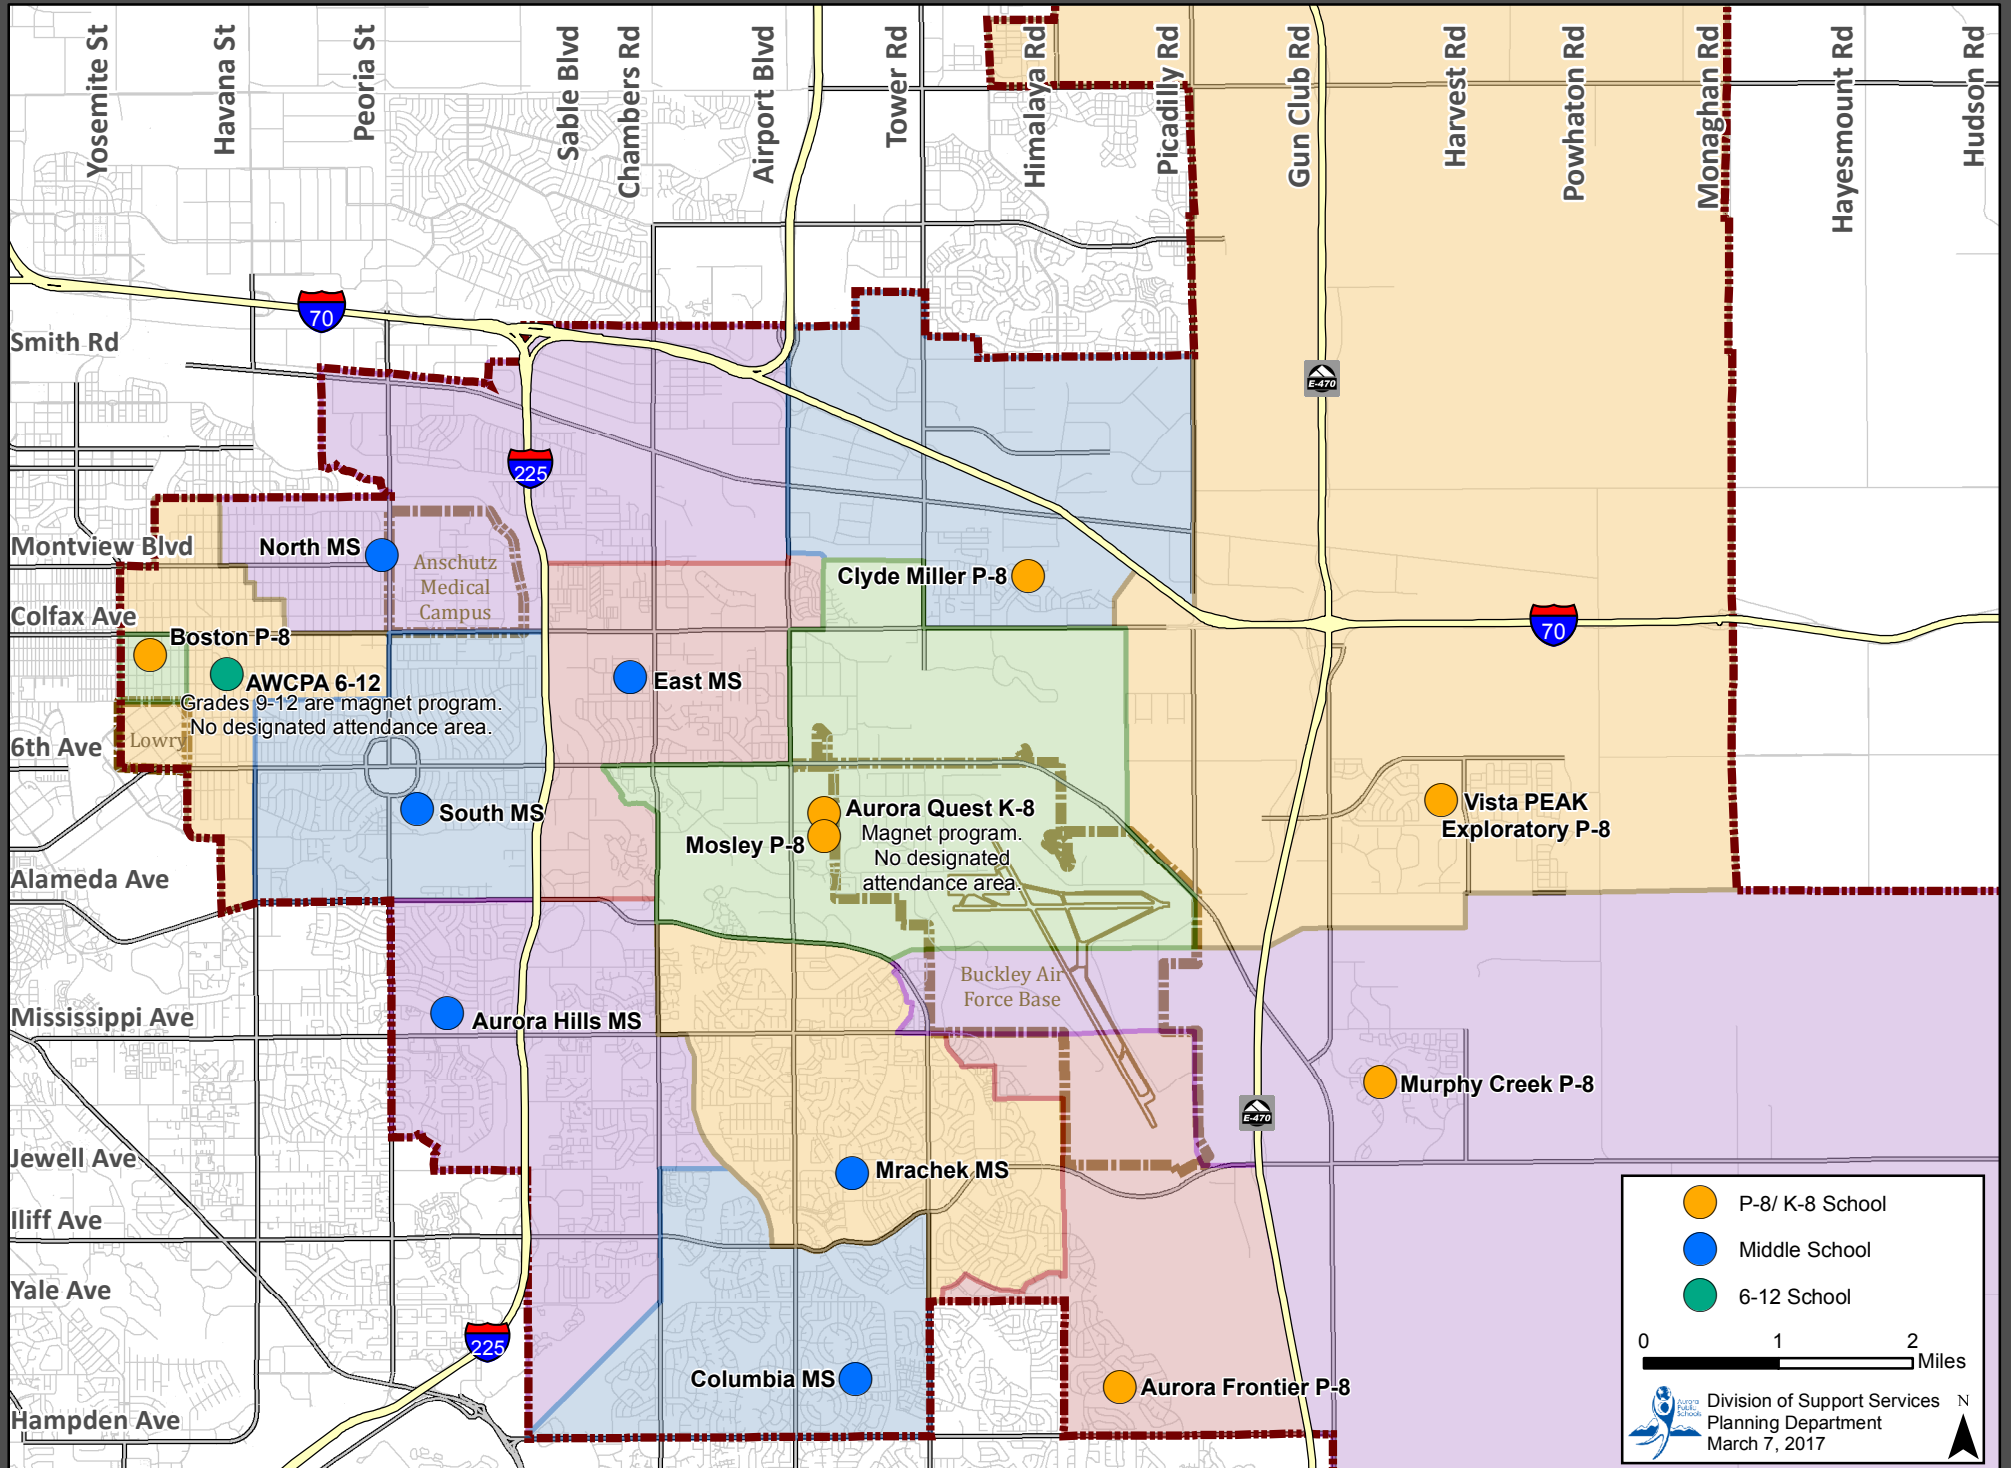 Yosemite St
Havana St
Peoria St
Sable Blvd
Chambers Rd
Airport Blvd
Tower Rd
Himalaya Rd
Picadilly Rd
Gun Club Rd
Harvest Rd
Powhaton Rd
Monaghan Rd
Hayesmount Rd
Hudson Rd
70
Smith Rd
E-470
225
Montview Blvd
North MS
Anschutz
Medical
Campus
Clyde Miller P-8
Colfax Ave
Boston P-8
70
AWCPA 6-12
Grades 9-12 are magnet program.
No designated attendance area.
East MS
Lowry
6th Ave
South MS
Aurora Quest K-8
Magnet program.
No designated
attendance area.
Mosley P-8
Vista PEAK
Exploratory P-8
Alameda Ave
Buckley Air
Force Base
Mississippi Ave
Aurora Hills MS
Murphy Creek P-8
E-470
Jewell Ave
Mrachek MS
Iliff Ave
Yale Ave
225
Columbia MS
Aurora Frontier P-8
Hampden Ave
P-8/ K-8 School
Middle School
6-12 School
0 1 2
Miles
Aurora
Public
Schools
Division of Support Services
Planning Department
March 7, 2017
N